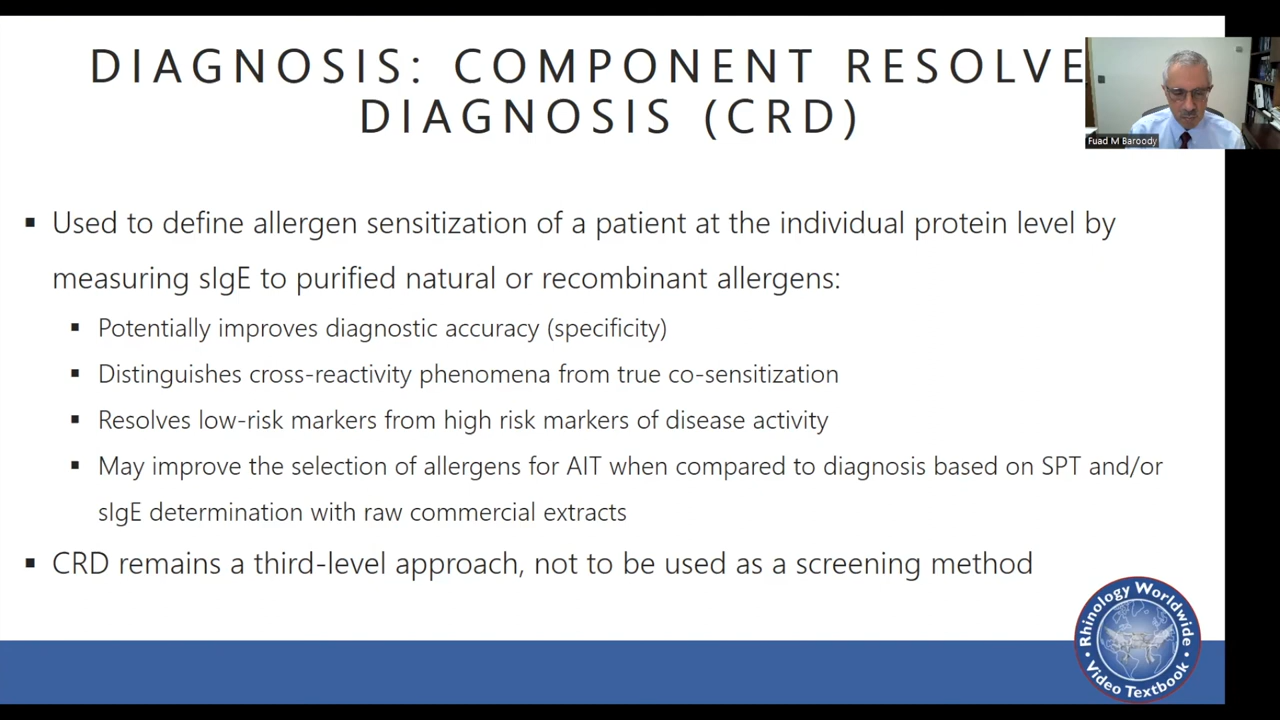 DIAGNOSIS: COMPONENT RESOLVE
DIAGNOSIS (CRD)
Fuad M Baroody
▪ Used to define allergen sensitization of a patient at the individual protein level by
measuring sIgE to purified natural or recombinant allergens:
▪ Potentially improves diagnostic accuracy (specificity)
▪ Distinguishes cross-reactivity phenomena from true co-sensitization
▪ Resolves low-risk markers from high risk markers of disease activity
▪ May improve the selection of allergens for AIT when compared to diagnosis based on SPT and/or
sIgE determination with raw commercial extracts
▪ CRD remains a third-level approach, not to be used as a screening method
Rhinology Worldwide
• Video Textbook •